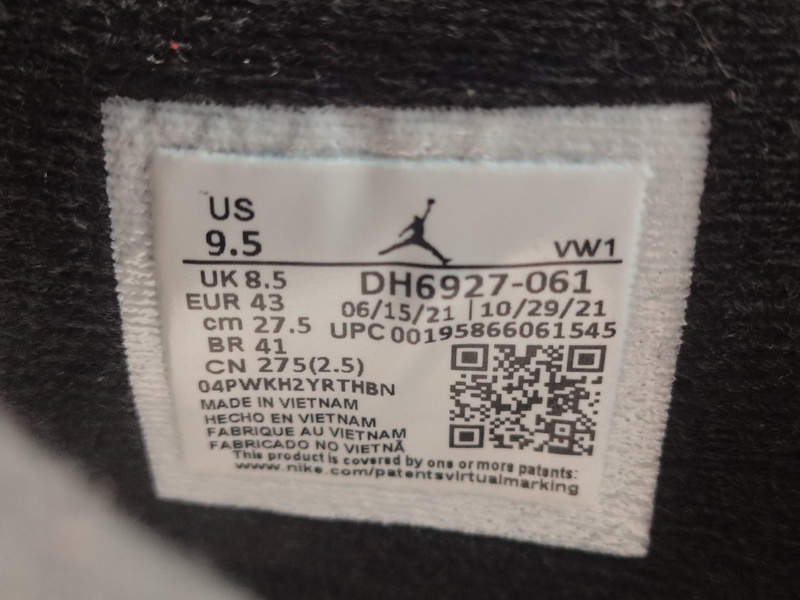 US
9.5
VW1
UK 8.5
DH6927-061
EUR 43
06/15/21 | 10/29/21
cm 27.5
UPC 00195866061545
BR 41
CN 275(2.5)
04PWKH2YRTHBN
MADE IN VIETNAM
HECHO EN VIETNAM
FABRIQUE AU VIETNAM
FABRICADO NO VIETNÃ
This product is covered by one or more patents:
www.nike.com/patentsvirtualmarking